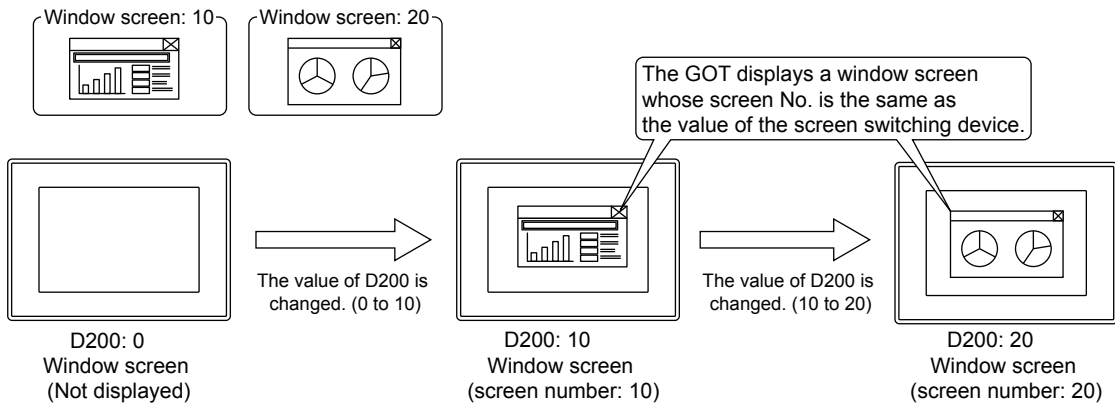 Window screen: 10
Window screen: 20
The GOT displays a window screen
whose screen No. is the same as
the value of the screen switching device.
The value of D200 is
changed. (0 to 10)
The value of D200 is
changed. (10 to 20)
D200: 0
Window screen
(Not displayed)
D200: 10
Window screen
(screen number: 10)
D200: 20
Window screen
(screen number: 20)